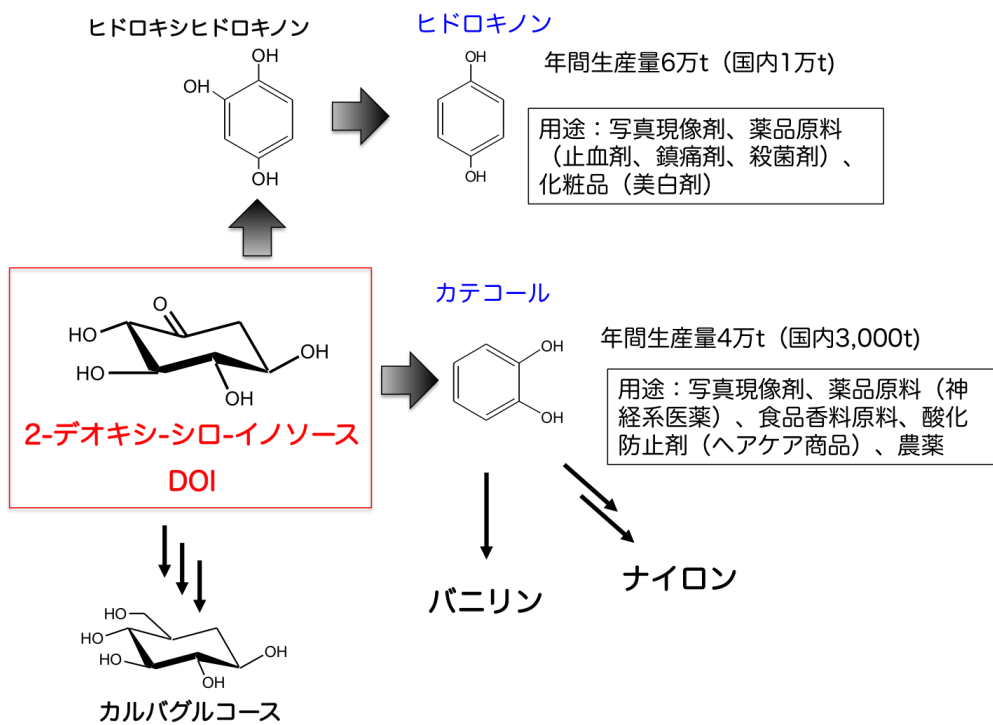 ヒドロキシヒドロキノン
OH
OH
OH
ヒドロキノン
OH
OH
年間生産量6万t（国内1万t)
用途：写真現像剤、薬品原料
（止血剤、鎮痛剤、殺菌剤）、
化粧品（美白剤）
O
HO
HO
OH
OH
2-デオキシ-シロ-イノソース
DOI
カテコール
OH
OH
年間生産量4万t（国内3,000t)
用途：写真現像剤、薬品原料（神
経系医薬）、食品香料原料、酸化
防止剤（ヘアケア商品）、農薬
バニリン
ナイロン
HO
HO
HO
OH
OH
カルバグルコース